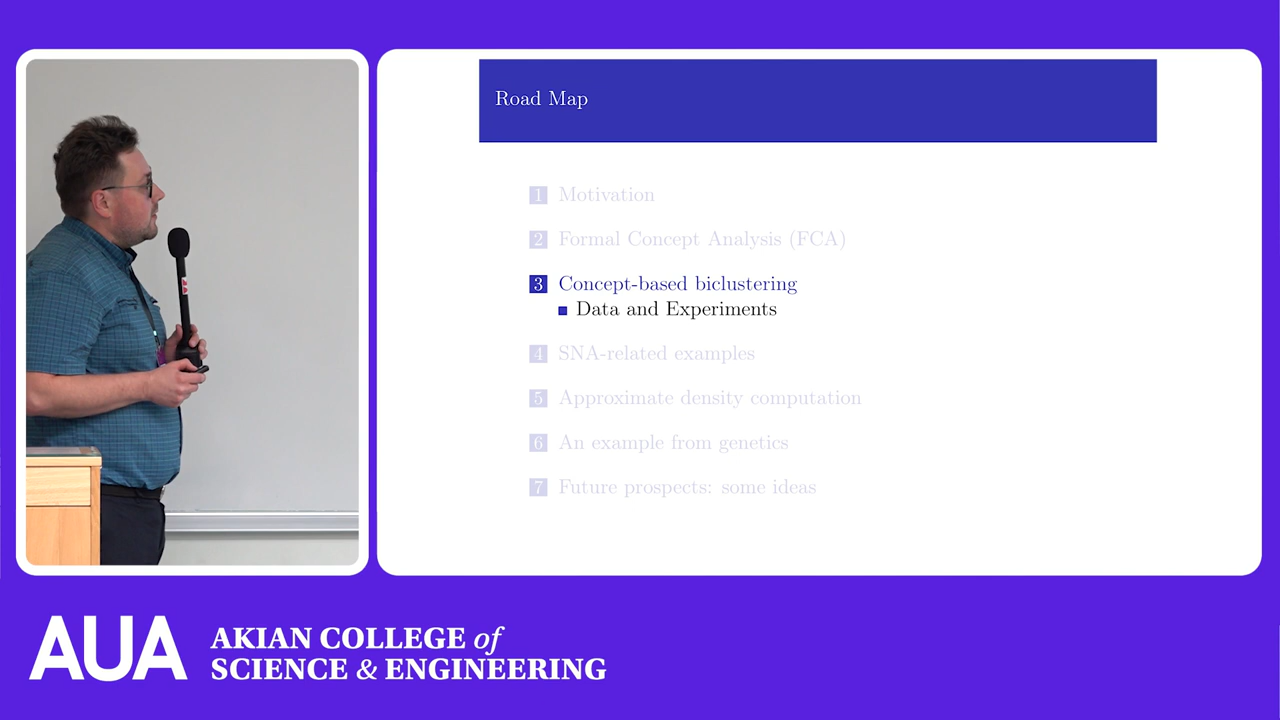 Road Map
1 Motivation
2 Formal Concept Analysis (FCA)
3 Concept-based biclustering
Data and Experiments
4 SNA-related examples
5 Approximate density computation
6 An example from genetics
7 Future prospects: some ideas
AUA
AKIAN COLLEGE of
SCIENCE & ENGINEERING